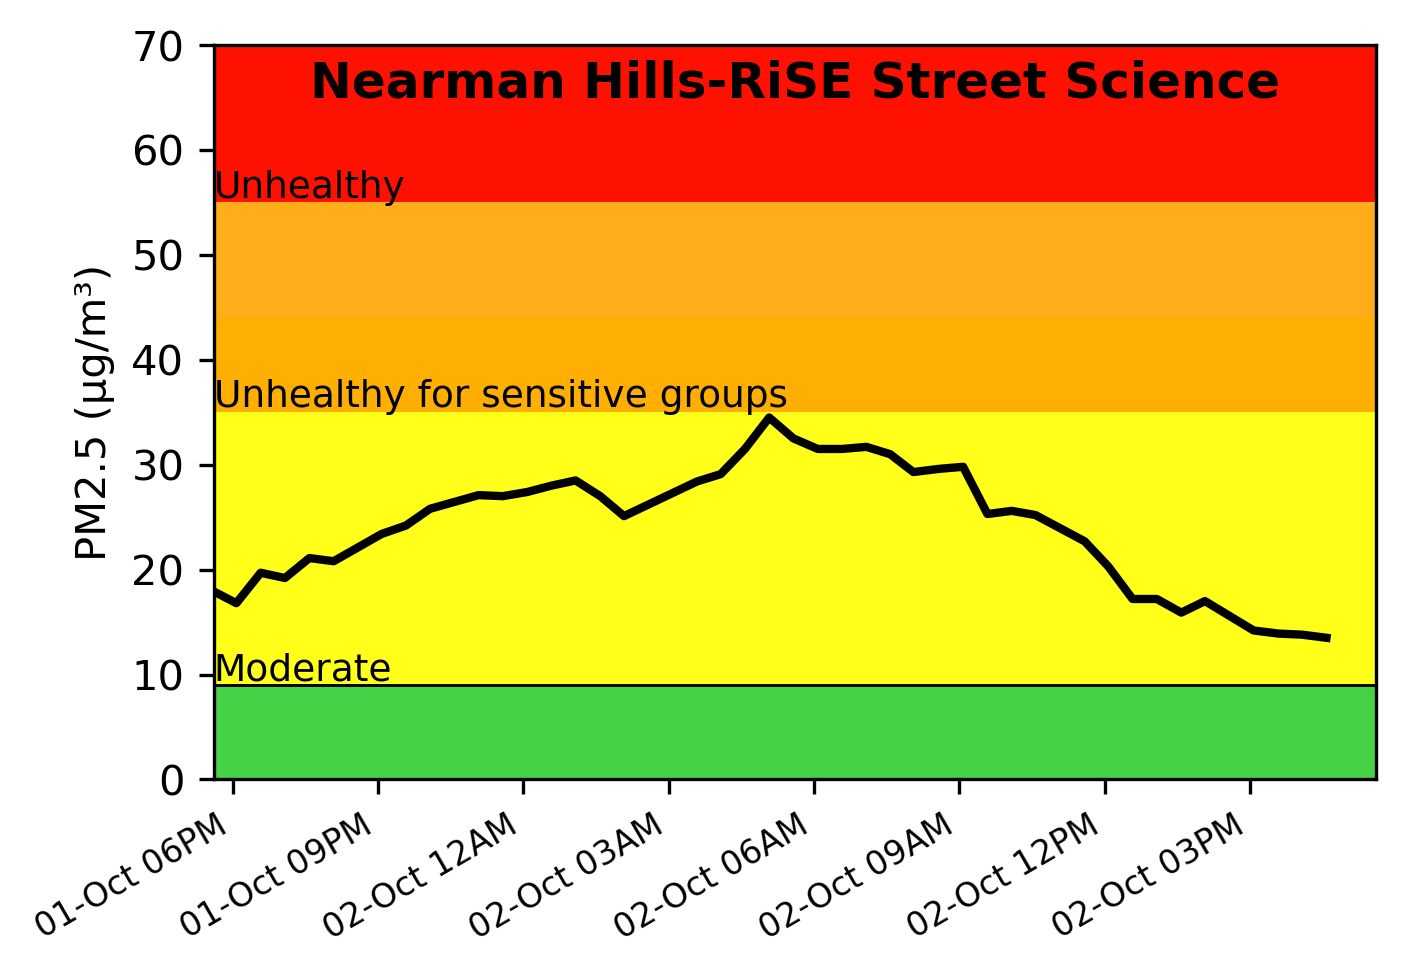 Nearman Hills-RiSE Street Science
70
60
Unhealthy
50
40
Unhealthy for sensitive groups
30
20
Moderate
10
0
PM2.5 (µg/m³)
01-Oct 06PM
01-Oct 09PM
02-Oct 12AM
02-Oct 03AM
02-Oct 06AM
02-Oct 09AM
02-Oct 12PM
02-Oct 03PM